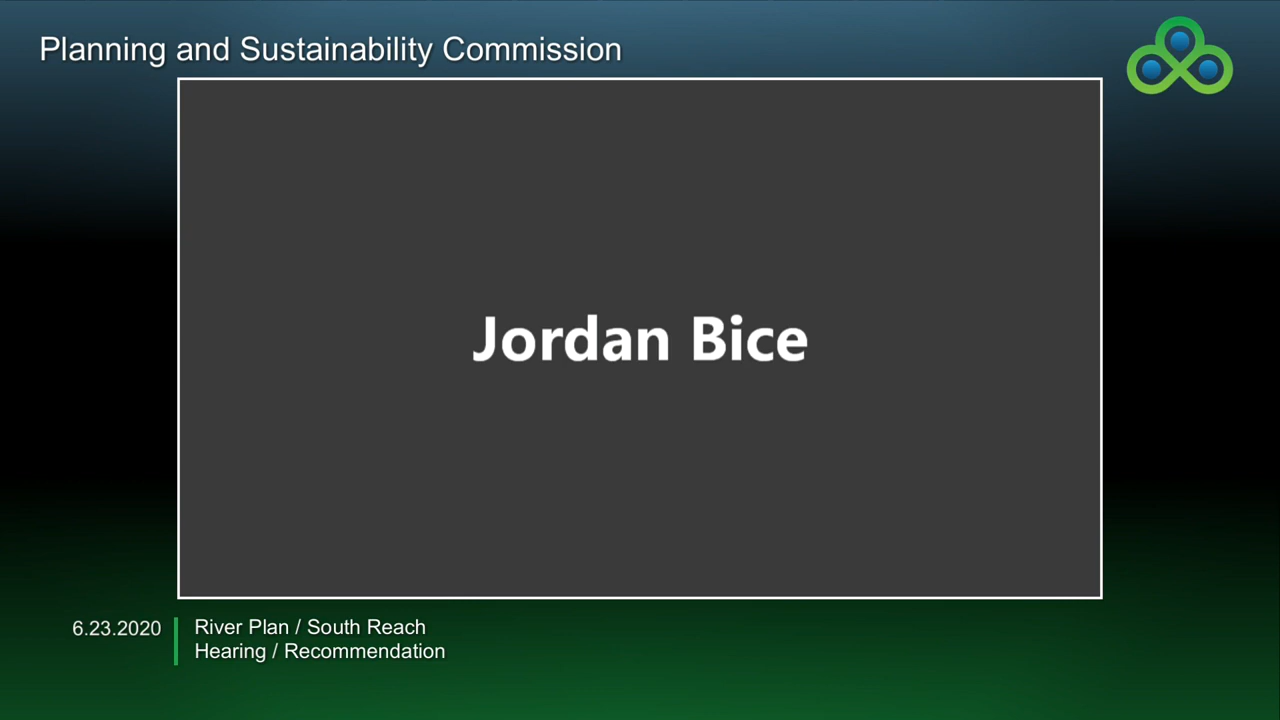 Planning and Sustainability Commission
Jordan Bice
6.23.2020
River Plan / South Reach
Hearing / Recommendation